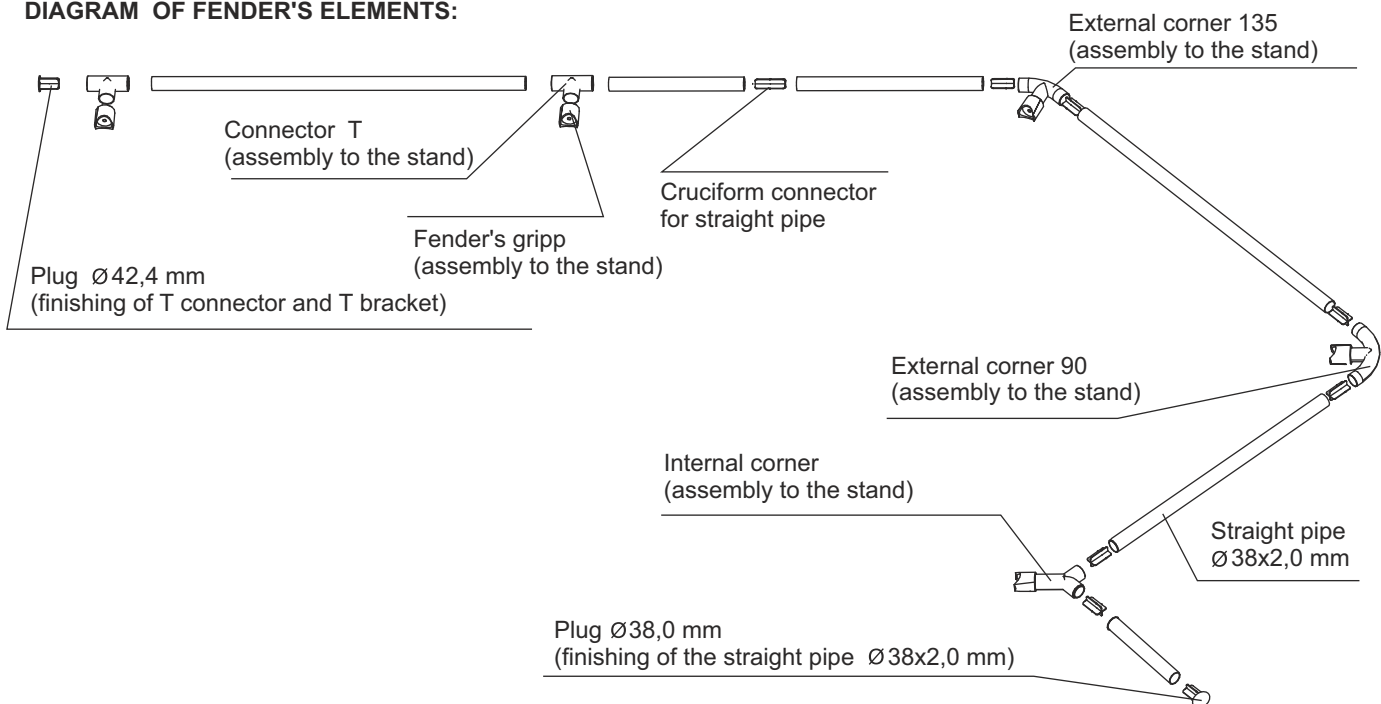 DIAGRAM OF FENDER'S ELEMENTS:
External corner 135
(assembly to the stand)
Connector T
(assembly to the stand)
Cruciform connector
for straight pipe
Fender's gripp
(assembly to the stand)
Plug Ø42,4 mm
(finishing of T connector and T bracket)
External corner 90
(assembly to the stand)
Internal corner
(assembly to the stand)
Straight pipe
Ø38x2,0 mm
Plug Ø38,0 mm
(finishing of the straight pipe Ø38x2,0 mm)